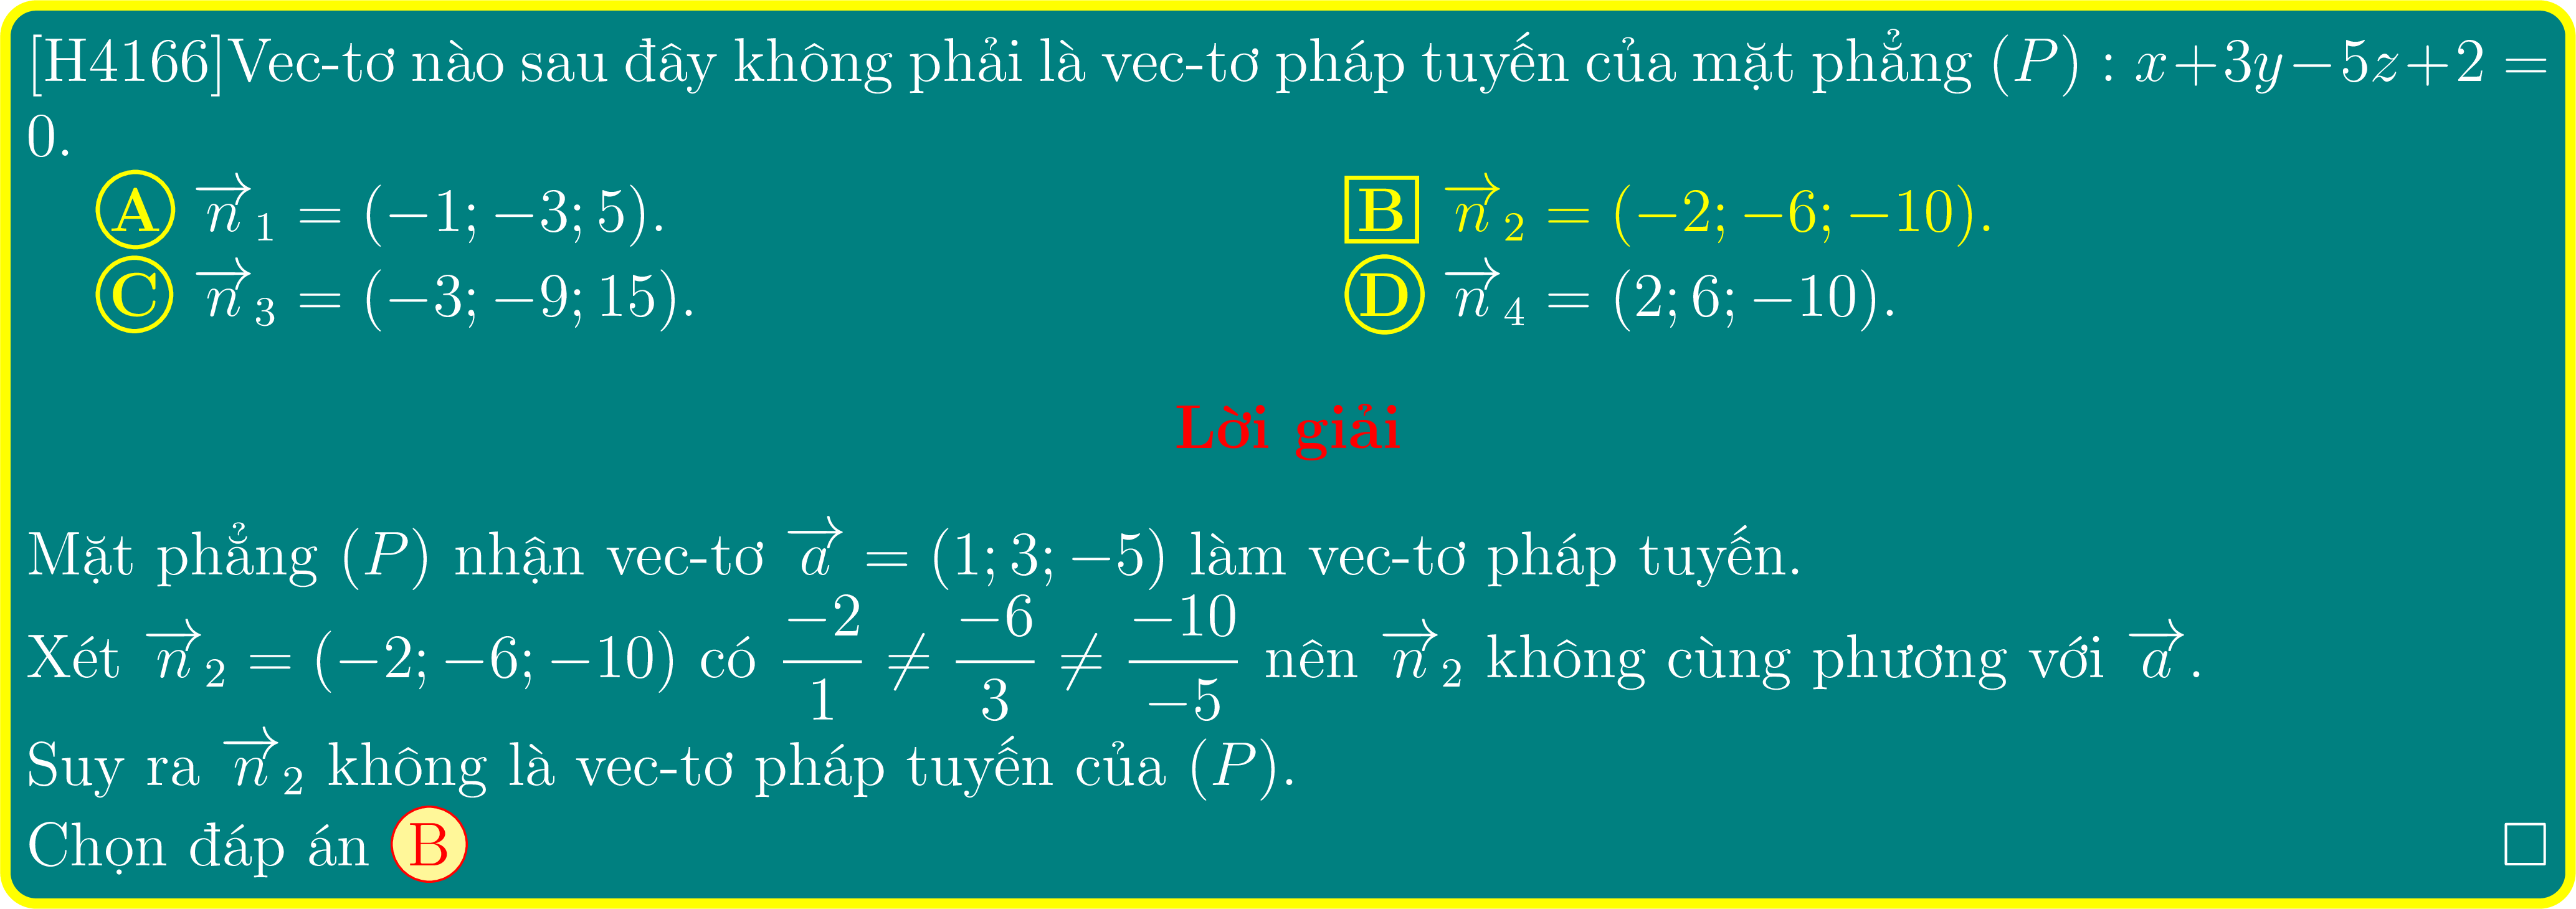 [H4166]Vec-tơ nào sau đây không phải là vec-tơ pháp tuyến của mặt phẳng (P) : x+3y−5z+2 =
0.
A $\overrightarrow{n}_1 = (-1; -3; 5)$. B $\overrightarrow{n}_2 = (-2; -6; -10)$.
C $\overrightarrow{n}_3 = (-3; -9; 15)$. D $\overrightarrow{n}_4 = (2; 6; -10)$.
Lời giải
Mặt phẳng (P) nhận vec-tơ $\overrightarrow{a} = (1; 3; -5)$ làm vec-tơ pháp tuyến.
Xét $\overrightarrow{n}_2 = (-2; -6; -10)$ có $\dfrac{-2}{1} \neq \dfrac{-6}{3} \neq \dfrac{-10}{-5}$ nên $\overrightarrow{n}_2$ không cùng phương với $\overrightarrow{a}$.
Suy ra $\overrightarrow{n}_2$ không là vec-tơ pháp tuyến của (P).
Chọn đáp án B □